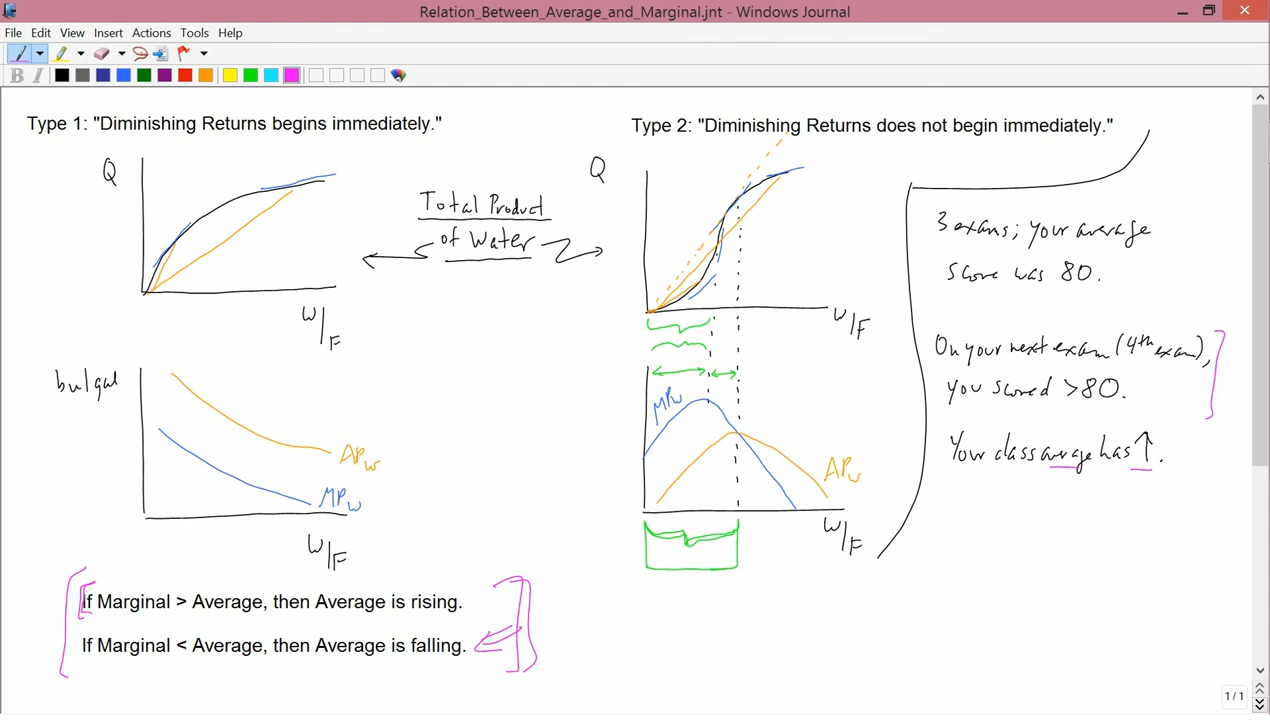 Relation_Between_Average_and_Marginal.jnt - Windows Journal
File Edit View Insert Actions Tools Help
B I
Type 1: "Diminishing Returns begins immediately."
Type 2: "Diminishing Returns does not begin immediately."
Q
Total Product
of Water
W/F
Q
W/F
3 exams; your average
score was 80.
On your next exam (4th exam),
you scored >80.
Your class average has ↑.
bu/gal
APw
MPw
W/F
MPw
APw
W/F
If Marginal > Average, then Average is rising.
If Marginal < Average, then Average is falling.
1 / 1